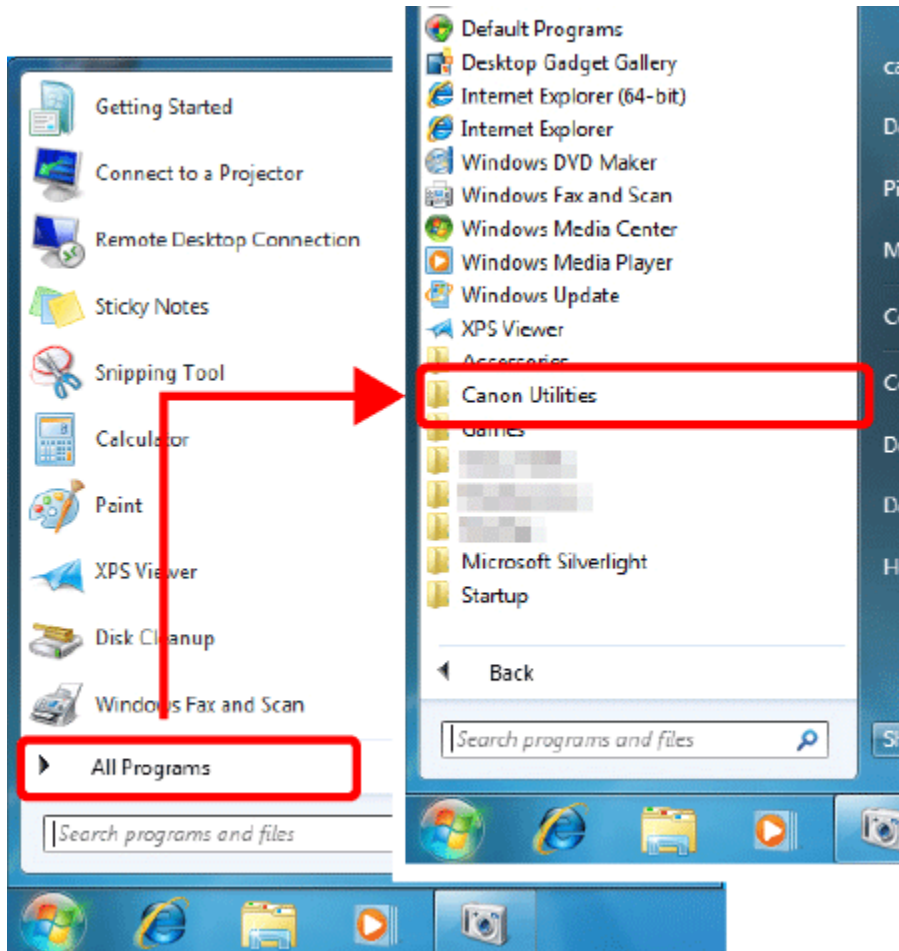 Getting Started
Connect to a Projector
Remote Desktop Connection
Sticky Notes
Snipping Tool
Calculator
Paint
XPS Viewer
Disk Cleanup
Windows Fax and Scan
All Programs
Search programs and files
Default Programs
Desktop Gadget Gallery
Internet Explorer (64-bit)
Internet Explorer
Windows DVD Maker
Windows Fax and Scan
Windows Media Center
Windows Media Player
Windows Update
XPS Viewer
Accessories
Canon Utilities
Games
Microsoft Silverlight
Startup
Back
Search programs and files